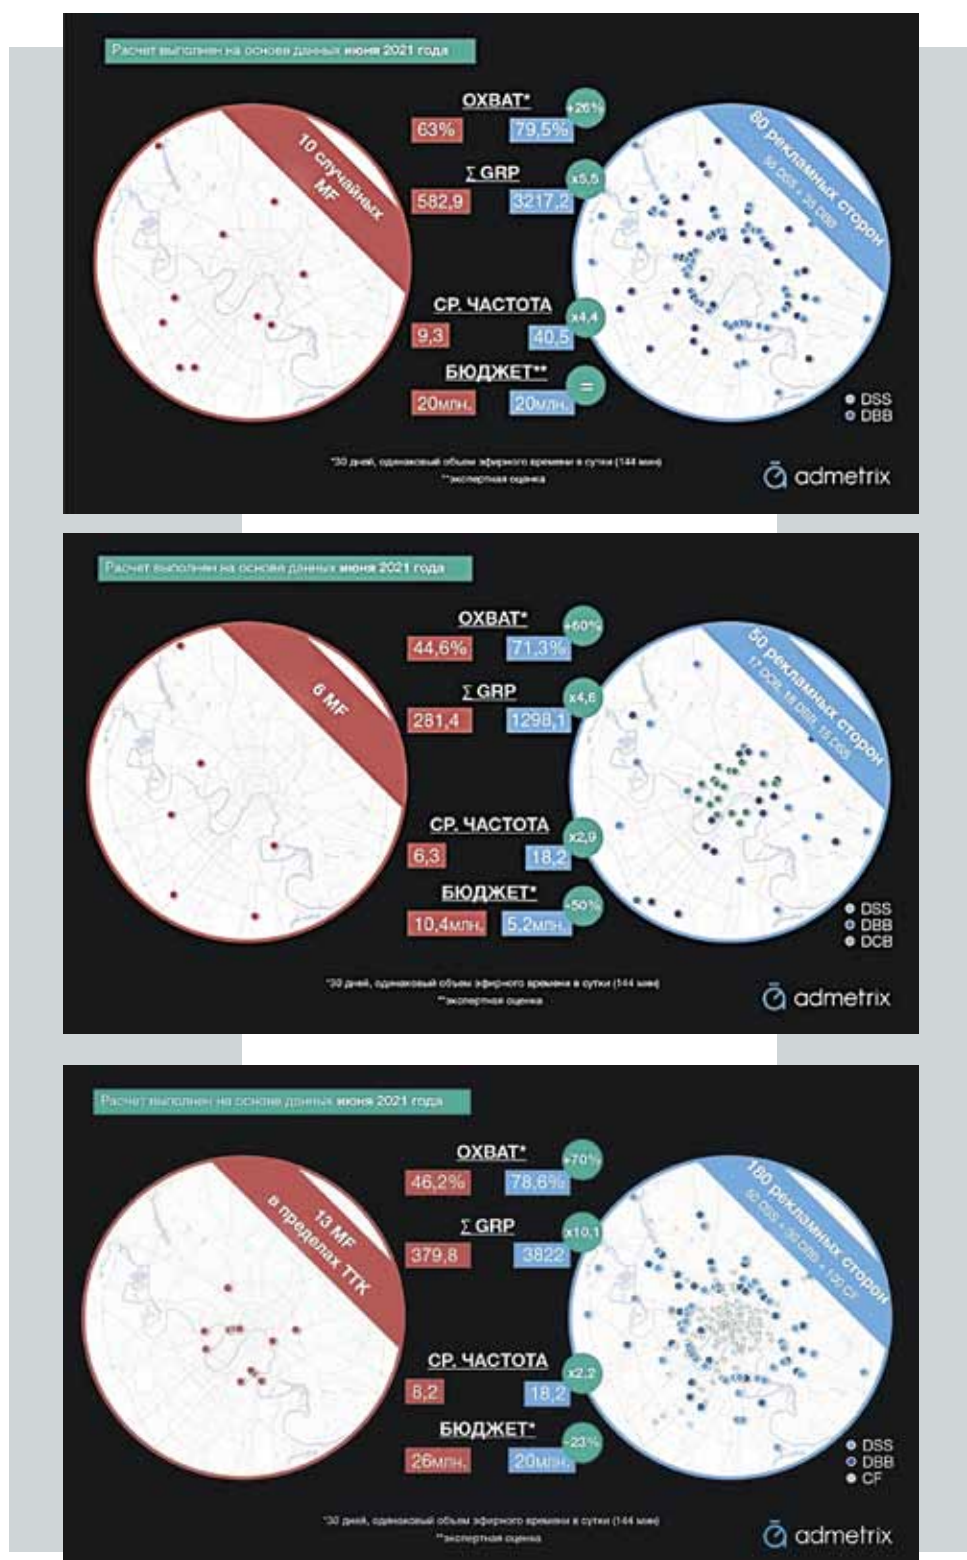 Расчет выполнен на основе данных июня 2021 года
10 случайных
MF
ОХВАТ*
+26%
63%
79,5%
∑ GRP
x5,5
582,9
3217,2
СР. ЧАСТОТА
x4,4
9,3
40,5
БЮДЖЕТ**
=
20млн.
20млн.
80 рекламных сторон
DSS
DBB
*30 дней, одинаковый объем эфирного времени в сутки (144 мин)
**экспертная оценка
admetrix
Расчет выполнен на основе данных июня 2021 года
6 MF
ОХВАТ*
+60%
44,6%
71,3%
∑ GRP
x4,6
281,4
1298,1
СР. ЧАСТОТА
x2,9
6,3
18,2
БЮДЖЕТ*
-50%
10,4млн.
5,2млн.
50 рекламных сторон
17 DCB, 18 DBB, 15 DSS
DSS
DBB
DCB
*30 дней, одинаковый объем эфирного времени в сутки (144 мин)
**экспертная оценка
admetrix
Расчет выполнен на основе данных июня 2021 года
13 MF
в пределах ТТК
ОХВАТ*
+70%
46,2%
78,6%
∑ GRP
x10,1
379,8
3822
СР. ЧАСТОТА
x2,2
8,2
18,2
БЮДЖЕТ*
-23%
26млн.
20млн.
180 рекламных сторон
DSS
DBB
CF
*30 дней, одинаковый объем эфирного времени в сутки (144 мин)
**экспертная оценка
admetrix